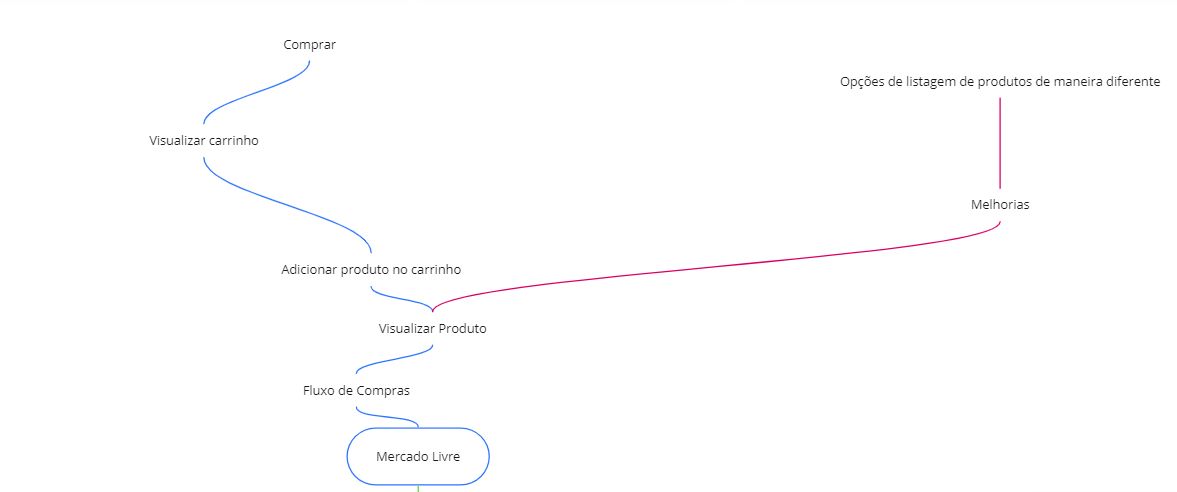 Comprar
Opções de listagem de produtos de maneira diferente
Visualizar carrinho
Melhorias
Adicionar produto no carrinho
Visualizar Produto
Fluxo de Compras
Mercado Livre